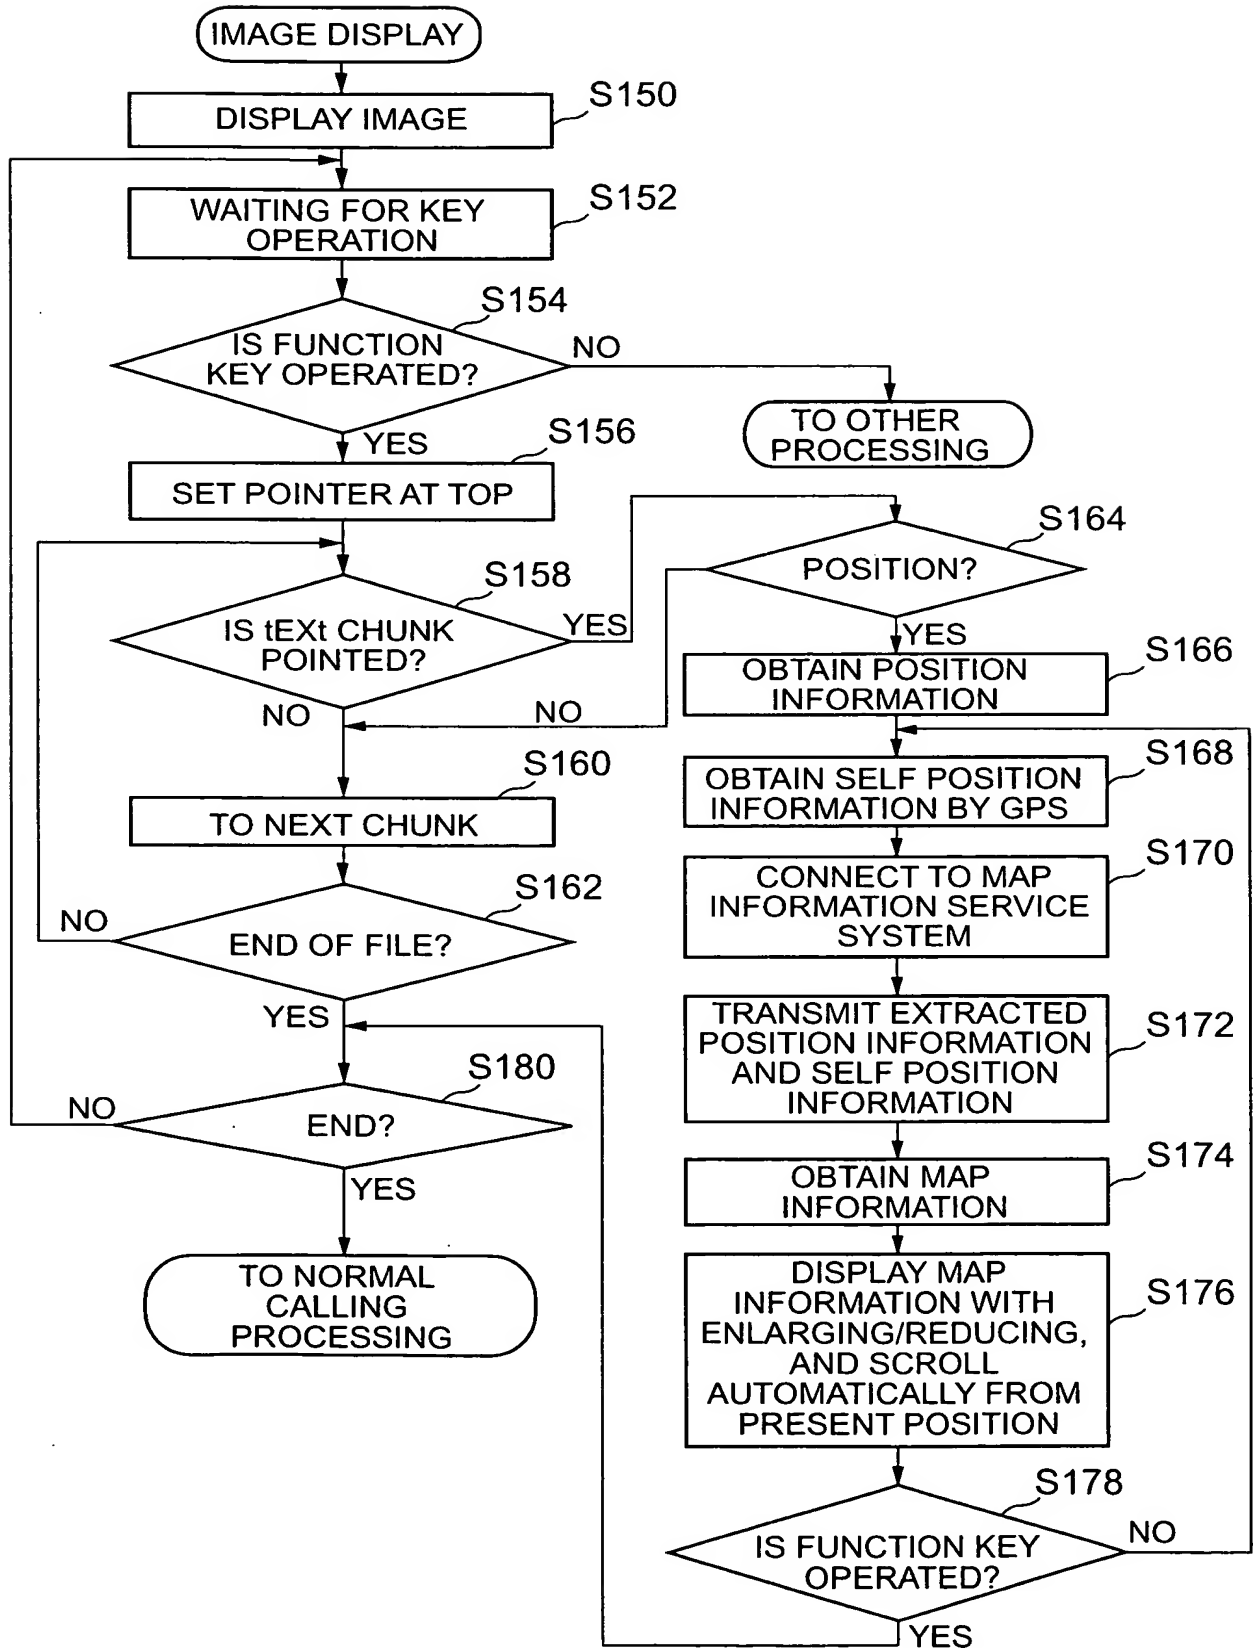 IMAGE DISPLAY
S150
DISPLAY IMAGE
S152
WAITING FOR KEY
OPERATION
S154
IS FUNCTION
KEY OPERATED?
NO
TO OTHER
PROCESSING
YES
S156
SET POINTER AT TOP
S158
IS tEXt CHUNK
POINTED?
YES
NO
S160
TO NEXT CHUNK
S162
END OF FILE?
NO
YES
S180
END?
NO
YES
TO NORMAL
CALLING
PROCESSING
S164
POSITION?
NO
YES
S166
OBTAIN POSITION
INFORMATION
S168
OBTAIN SELF POSITION
INFORMATION BY GPS
S170
CONNECT TO MAP
INFORMATION SERVICE
SYSTEM
S172
TRANSMIT EXTRACTED
POSITION INFORMATION
AND SELF POSITION
INFORMATION
S174
OBTAIN MAP
INFORMATION
S176
DISPLAY MAP
INFORMATION WITH
ENLARGING/REDUCING,
AND SCROLL
AUTOMATICALLY FROM
PRESENT POSITION
S178
IS FUNCTION KEY
OPERATED?
NO
YES